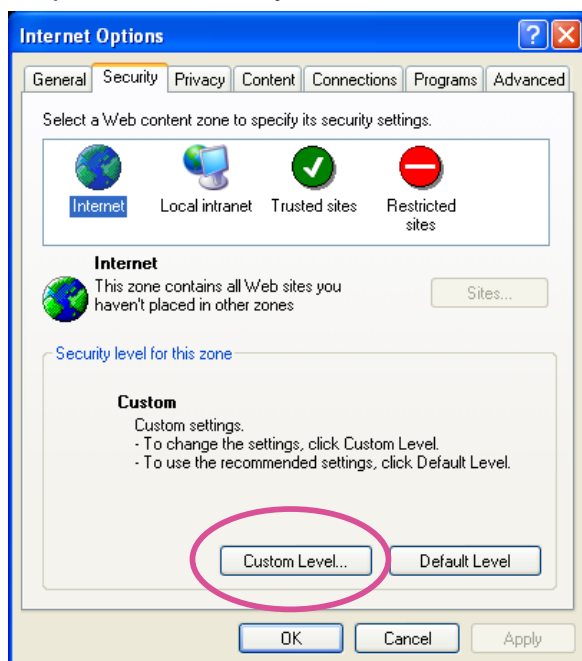 Internet Options
General Security Privacy Content Connections Programs Advanced
Select a Web content zone to specify its security settings.
Internet Local intranet Trusted sites Restricted
sites
Internet
This zone contains all Web sites you
haven't placed in other zones
Sites...
Security level for this zone
Custom
Custom settings.
- To change the settings, click Custom Level.
- To use the recommended settings, click Default Level.
Custom Level... Default Level
OK Cancel Apply